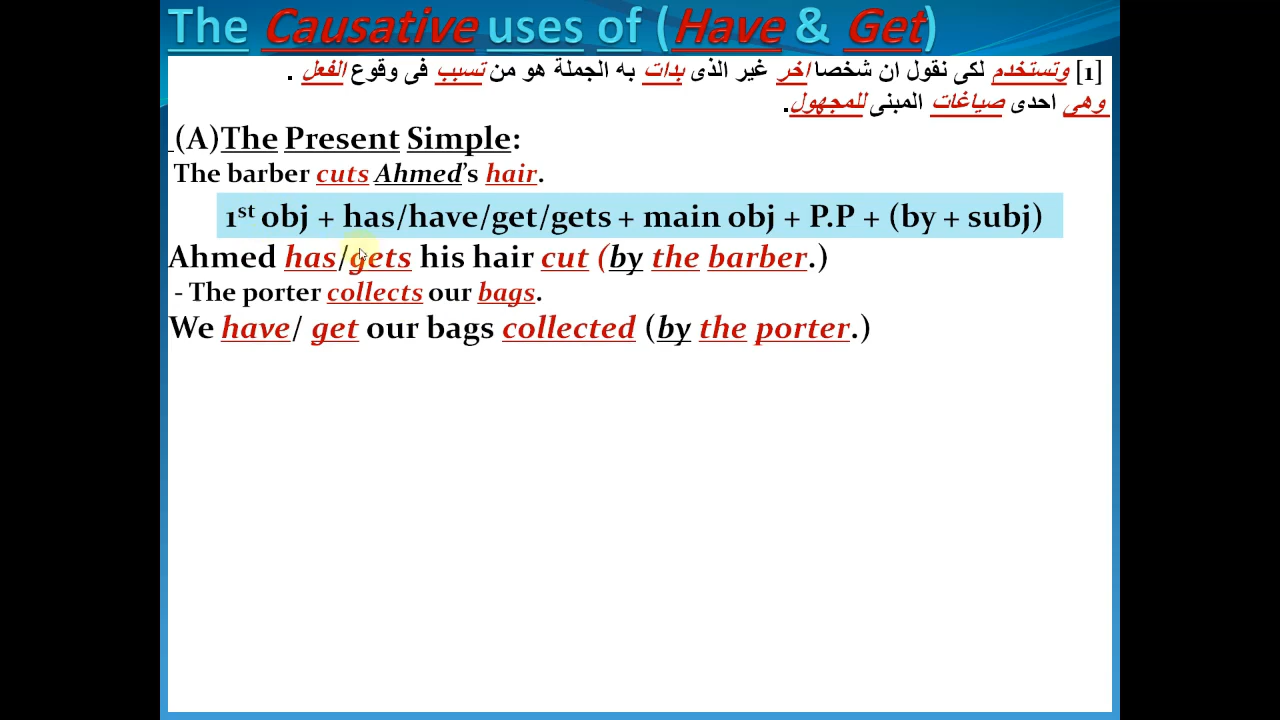 The Causative uses of (Have & Get)
[1] وتستخدم لكى نقول ان شخصا اخر غير الذى بدات به الجملة هو من تسبب فى وقوع الفعل .
وهى احدى صياغات المبنى للمجهول.
(A)The Present Simple:
The barber cuts Ahmed's hair.
1st obj + has/have/get/gets + main obj + P.P + (by + subj)
Ahmed has/gets his hair cut (by the barber.)
- The porter collects our bags.
We have/ get our bags collected (by the porter.)